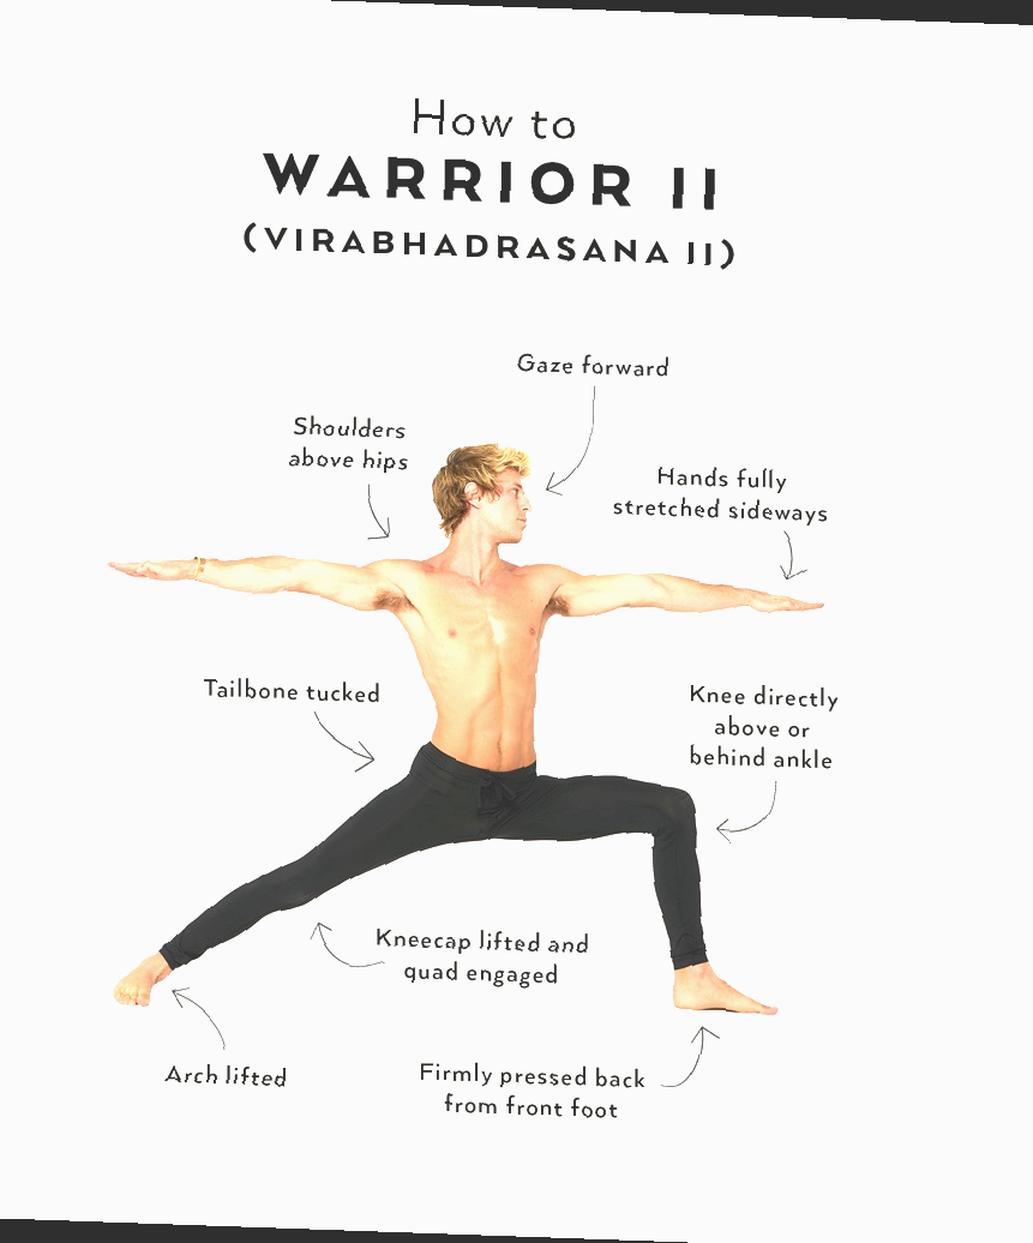 How to
WARRIOR II
(VIRABHADRASANA II)
Gaze forward
Shoulders
above hips
Hands fully
stretched sideways
Tailbone tucked
Knee directly
above or
behind ankle
Kneecap lifted and
quad engaged
Arch lifted
Firmly pressed back
from front foot